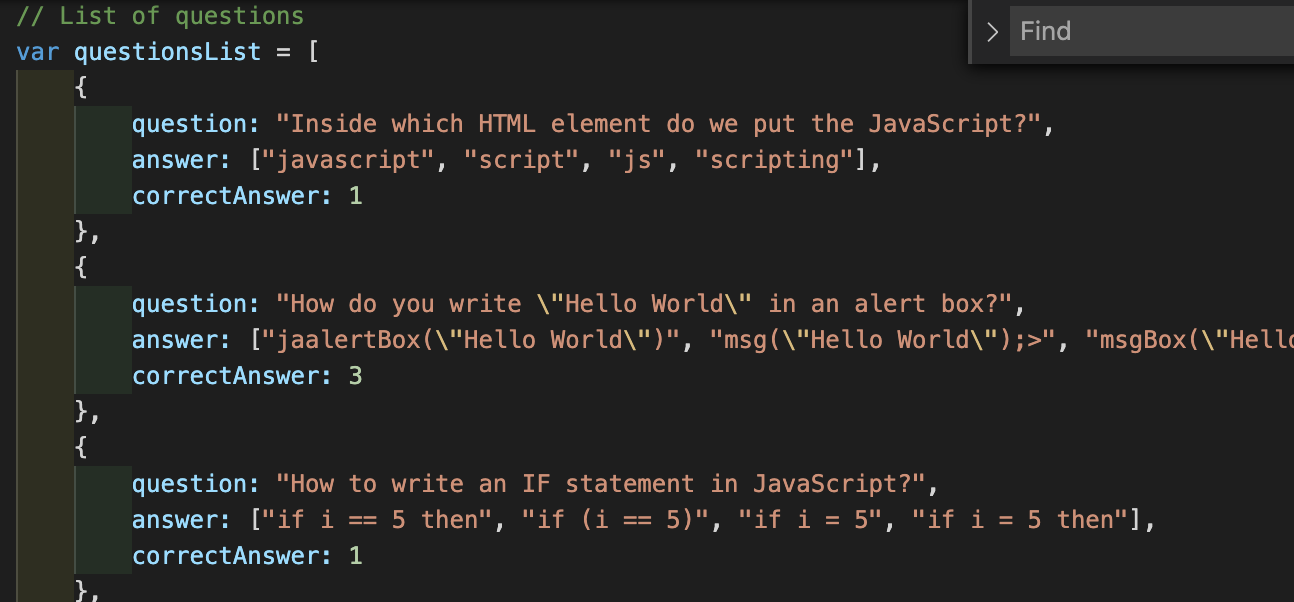 // List of questions
Find
var questionsList = [
{
question: "Inside which HTML element do we put the JavaScript?",
answer: ["javascript", "script", "js", "scripting"],
correctAnswer: 1
},
{
question: "How do you write \"Hello World\" in an alert box?",
answer: ["jaalertBox(\"Hello World\")", "msg(\"Hello World\");>", "msgBox(\"Hello
correctAnswer: 3
},
{
question: "How to write an IF statement in JavaScript?",
answer: ["if i == 5 then", "if (i == 5)", "if i = 5", "if i = 5 then"],
correctAnswer: 1
},